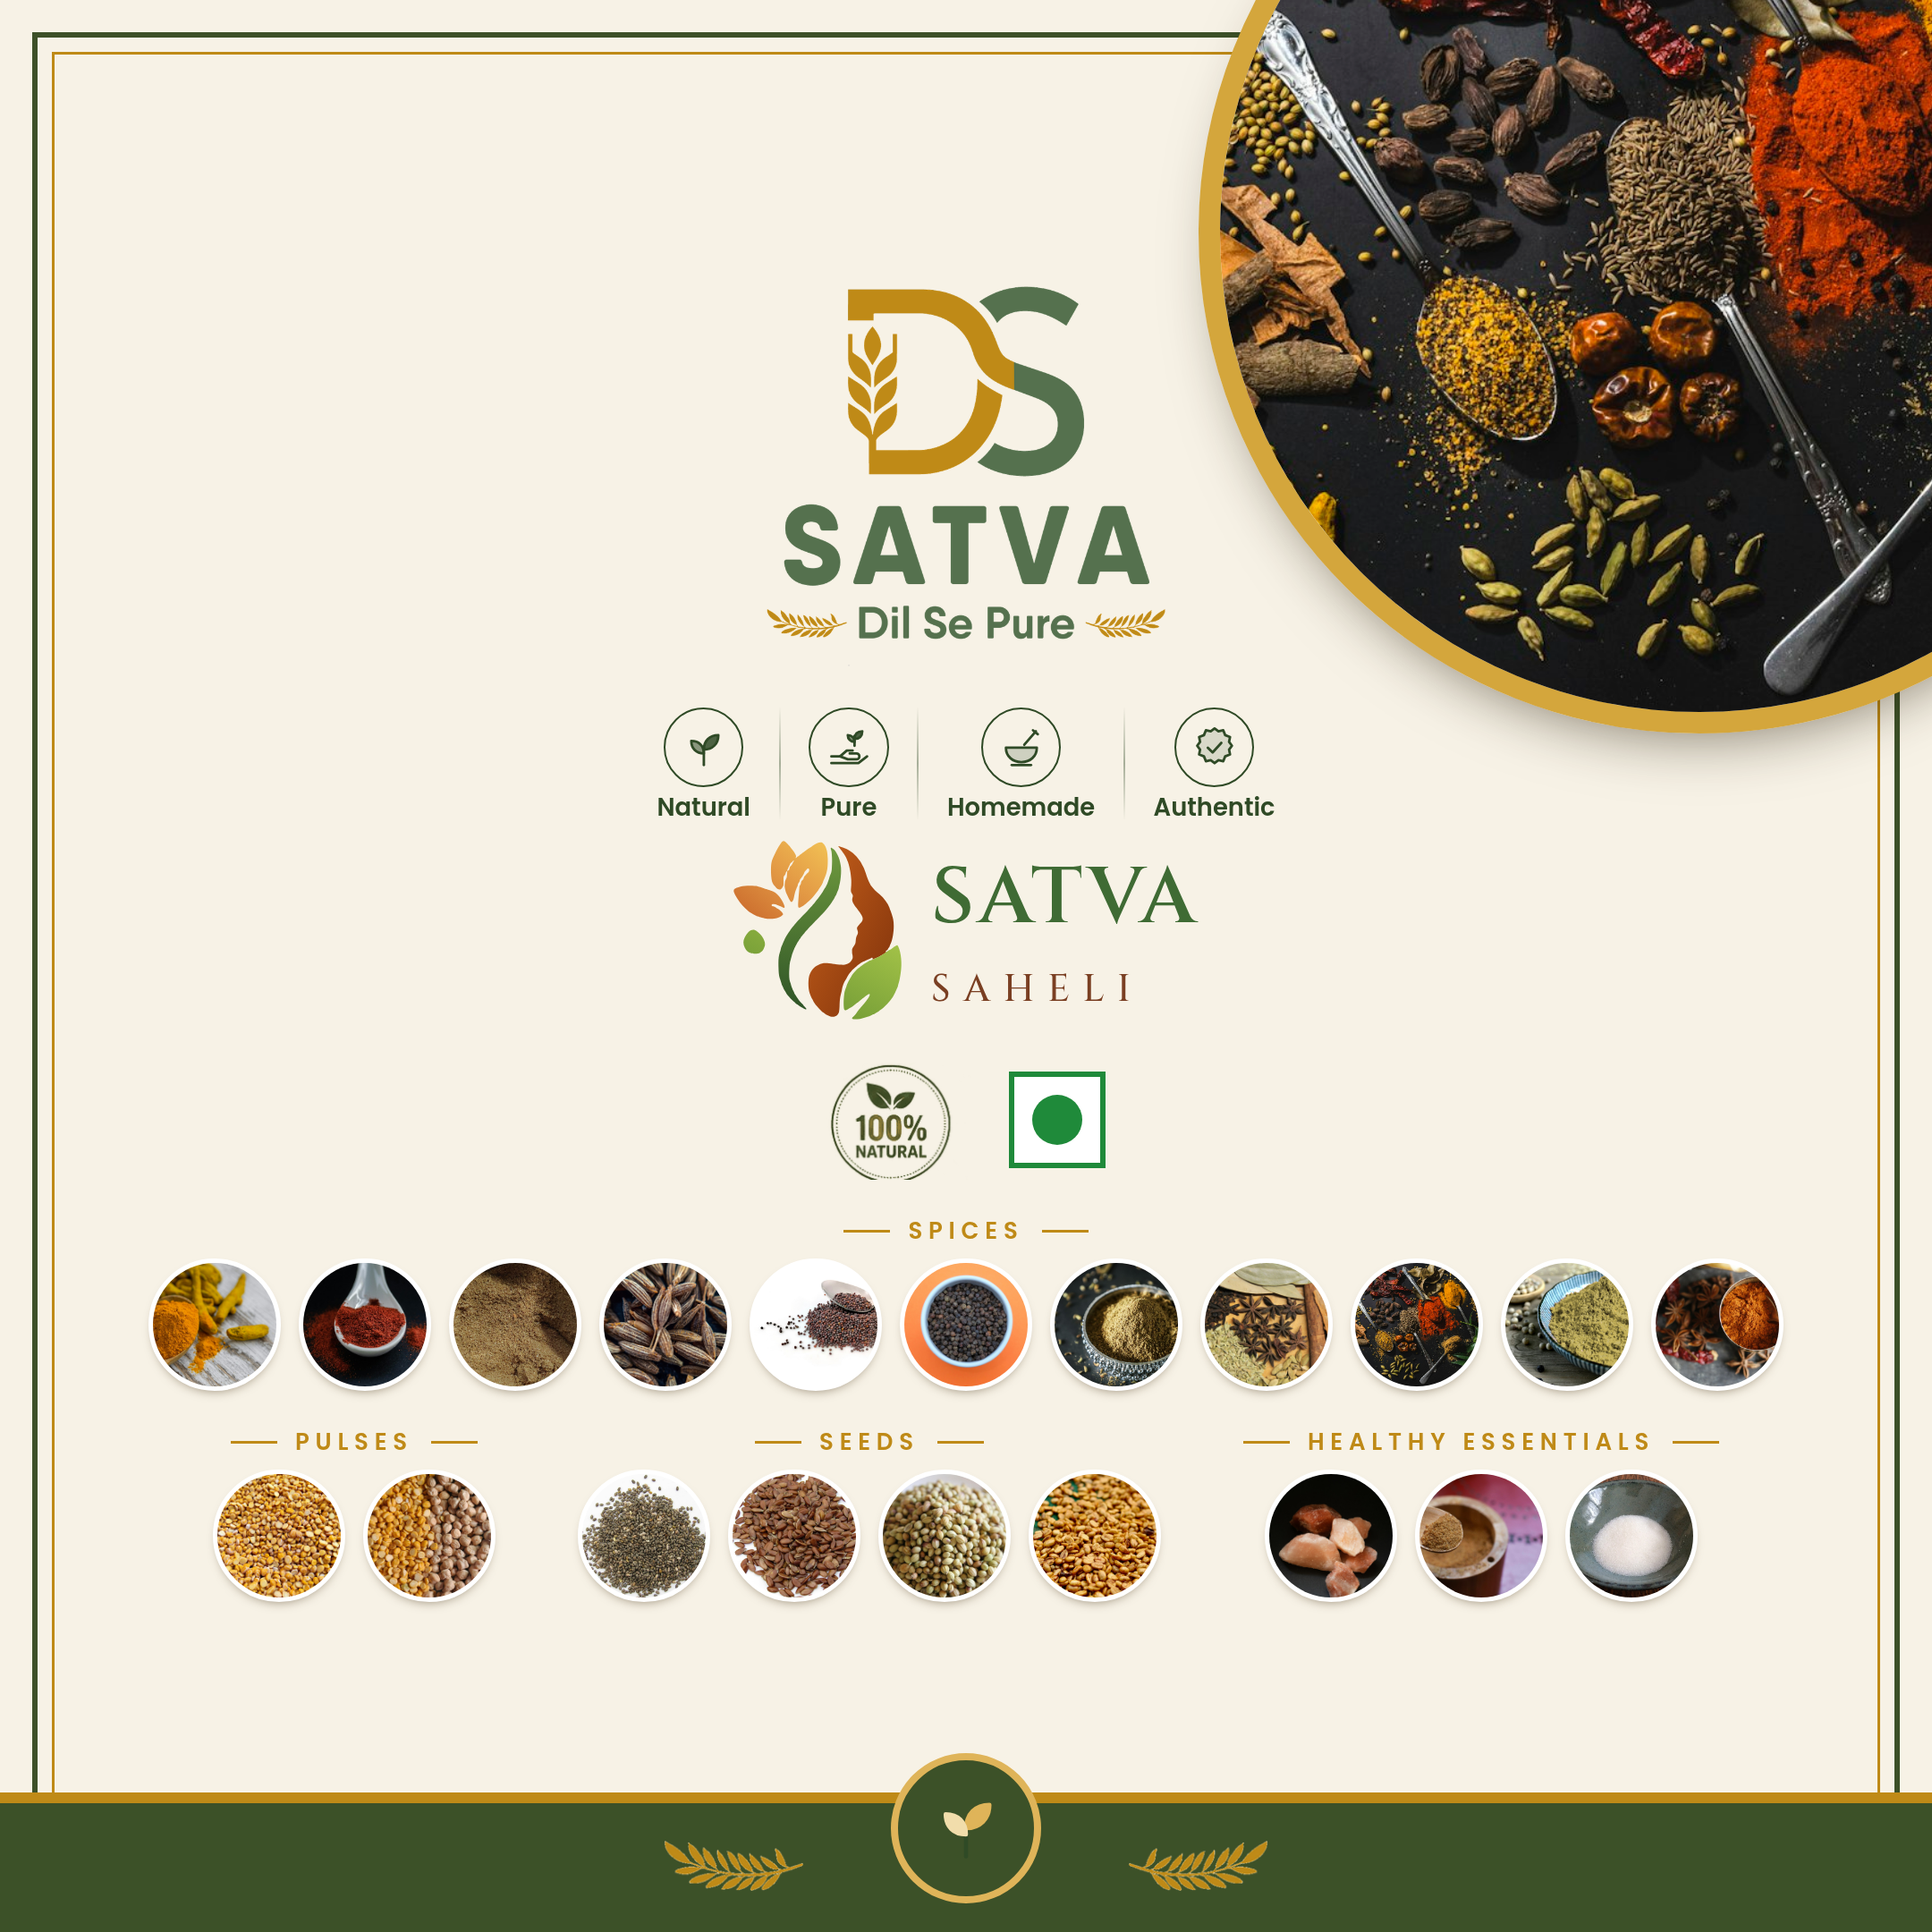 DS
SATVA
Dil Se Pure
Natural
Pure
Homemade
Authentic
SATVA
SAHELI
100%
NATURAL
SPICES
PULSES
SEEDS
HEALTHY ESSENTIALS